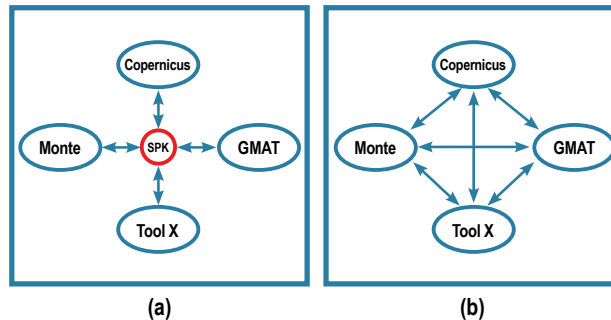 Copernicus
Monte
SPK
GMAT
Tool X
(a)
Copernicus
Monte
GMAT
Tool X
(b)